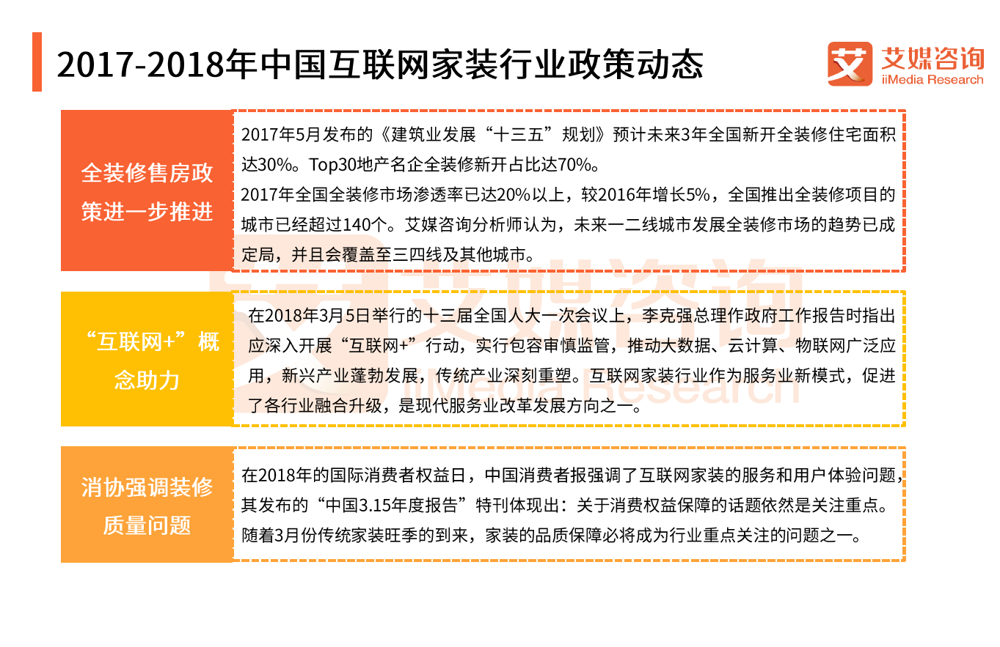 2017-2018年中国互联网家装行业政策动态
艾
艾媒咨询
iiMedia Research
全装修售房政
策进一步推进
2017年5月发布的《建筑业发展“十三五”规划》预计未来3年全国新开全装修住宅面积
达30%。Top30地产名企全装修新开占比达70%。
2017年全国全装修市场渗透率已达20%以上，较2016年增长5%，全国推出全装修项目的
城市已经超过140个。艾媒咨询分析师认为，未来一二线城市发展全装修市场的趋势已成
定局，并且会覆盖至三四线及其他城市。
“互联网+”概
念助力
在2018年3月5日举行的十三届全国人大一次会议上，李克强总理作政府工作报告时指出
应深入开展“互联网+”行动，实行包容审慎监管，推动大数据、云计算、物联网广泛应
用，新兴产业蓬勃发展，传统产业深刻重塑。互联网家装行业作为服务业新模式，促进
了各行业融合升级，是现代服务业改革发展方向之一。
艾媒咨询
iiMedia Research
消协强调装修
质量问题
在2018年的国际消费者权益日，中国消费者报强调了互联网家装的服务和用户体验问题，
其发布的“中国3.15年度报告”特刊体现出：关于消费权益保障的话题依然是关注重点。
随着3月份传统家装旺季的到来，家装的品质保障必将成为行业重点关注的问题之一。